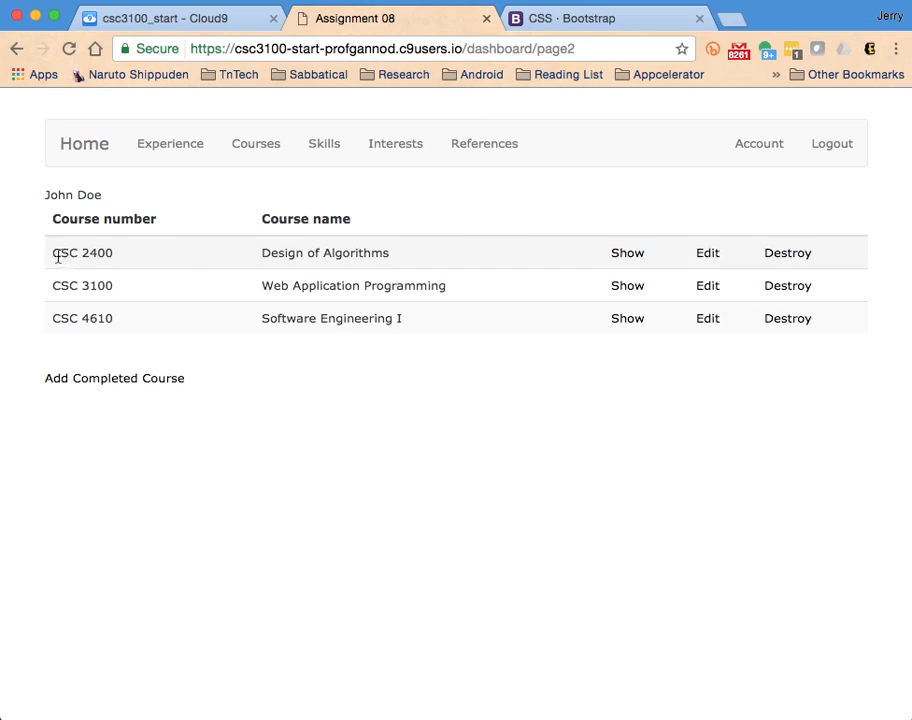 csc3100_start - Cloud9 Assignment 08 CSS · Bootstrap Jerry
Secure https://csc3100-start-profgannod.c9users.io/dashboard/page2 8261 9+ 1
Apps Naruto Shippuden TnTech Sabbatical Research Android Reading List Appcelerator » Other Bookmarks
Home Experience Courses Skills Interests References Account Logout
John Doe
Course number Course name
CSC 2400 Design of Algorithms Show Edit Destroy
CSC 3100 Web Application Programming Show Edit Destroy
CSC 4610 Software Engineering I Show Edit Destroy
Add Completed Course